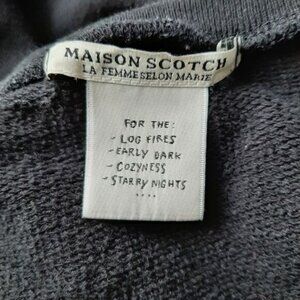 MAISON SCOTCH
LA FEMME SELON MARIE
FOR THE:
- LOG FIRES
- EARLY DARK
- COZYNESS
- STARRY NIGHTS
....